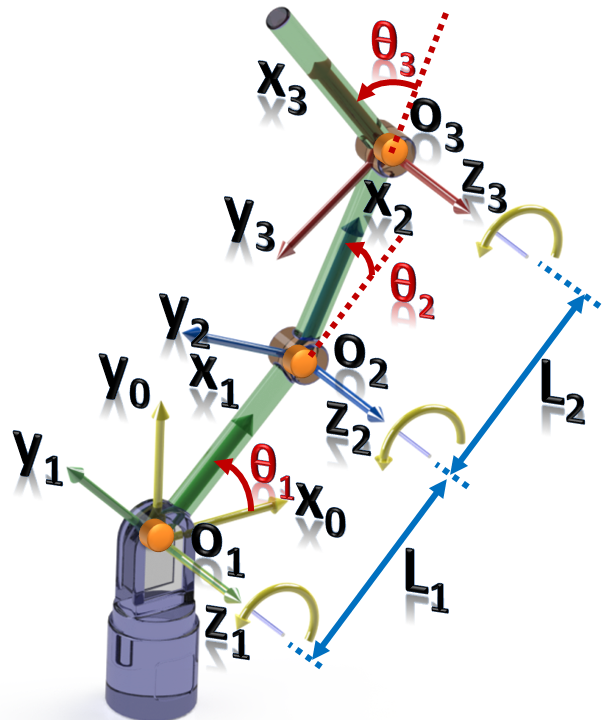 θ₃
x₃
o₃
z₃
x₂
y₃
θ₂
y₂
o₂
x₁
y₀
L₂
z₂
y₁
θ₁
x₀
o₁
L₁
z₁